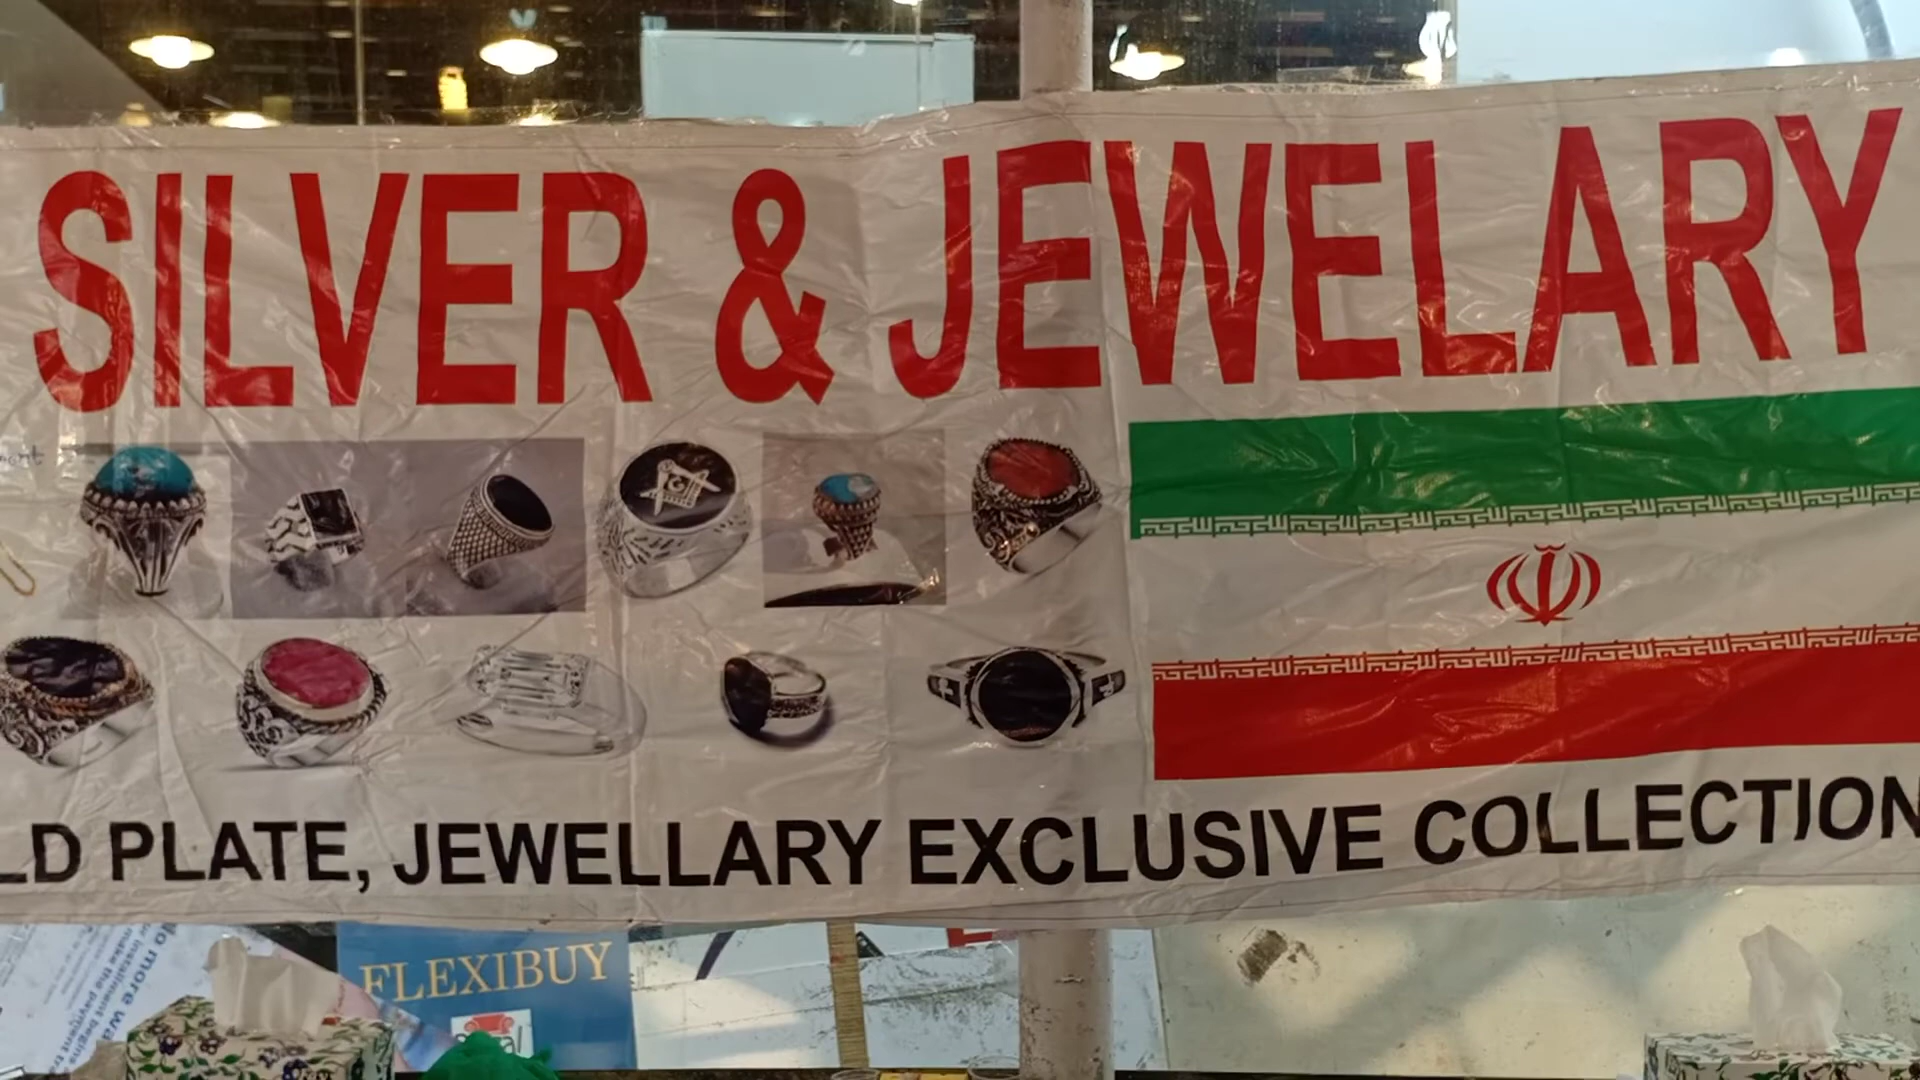 SILVER & JEWELARY
G
LD PLATE, JEWELLARY EXCLUSIVE COLLECTION
FLEXIBUY